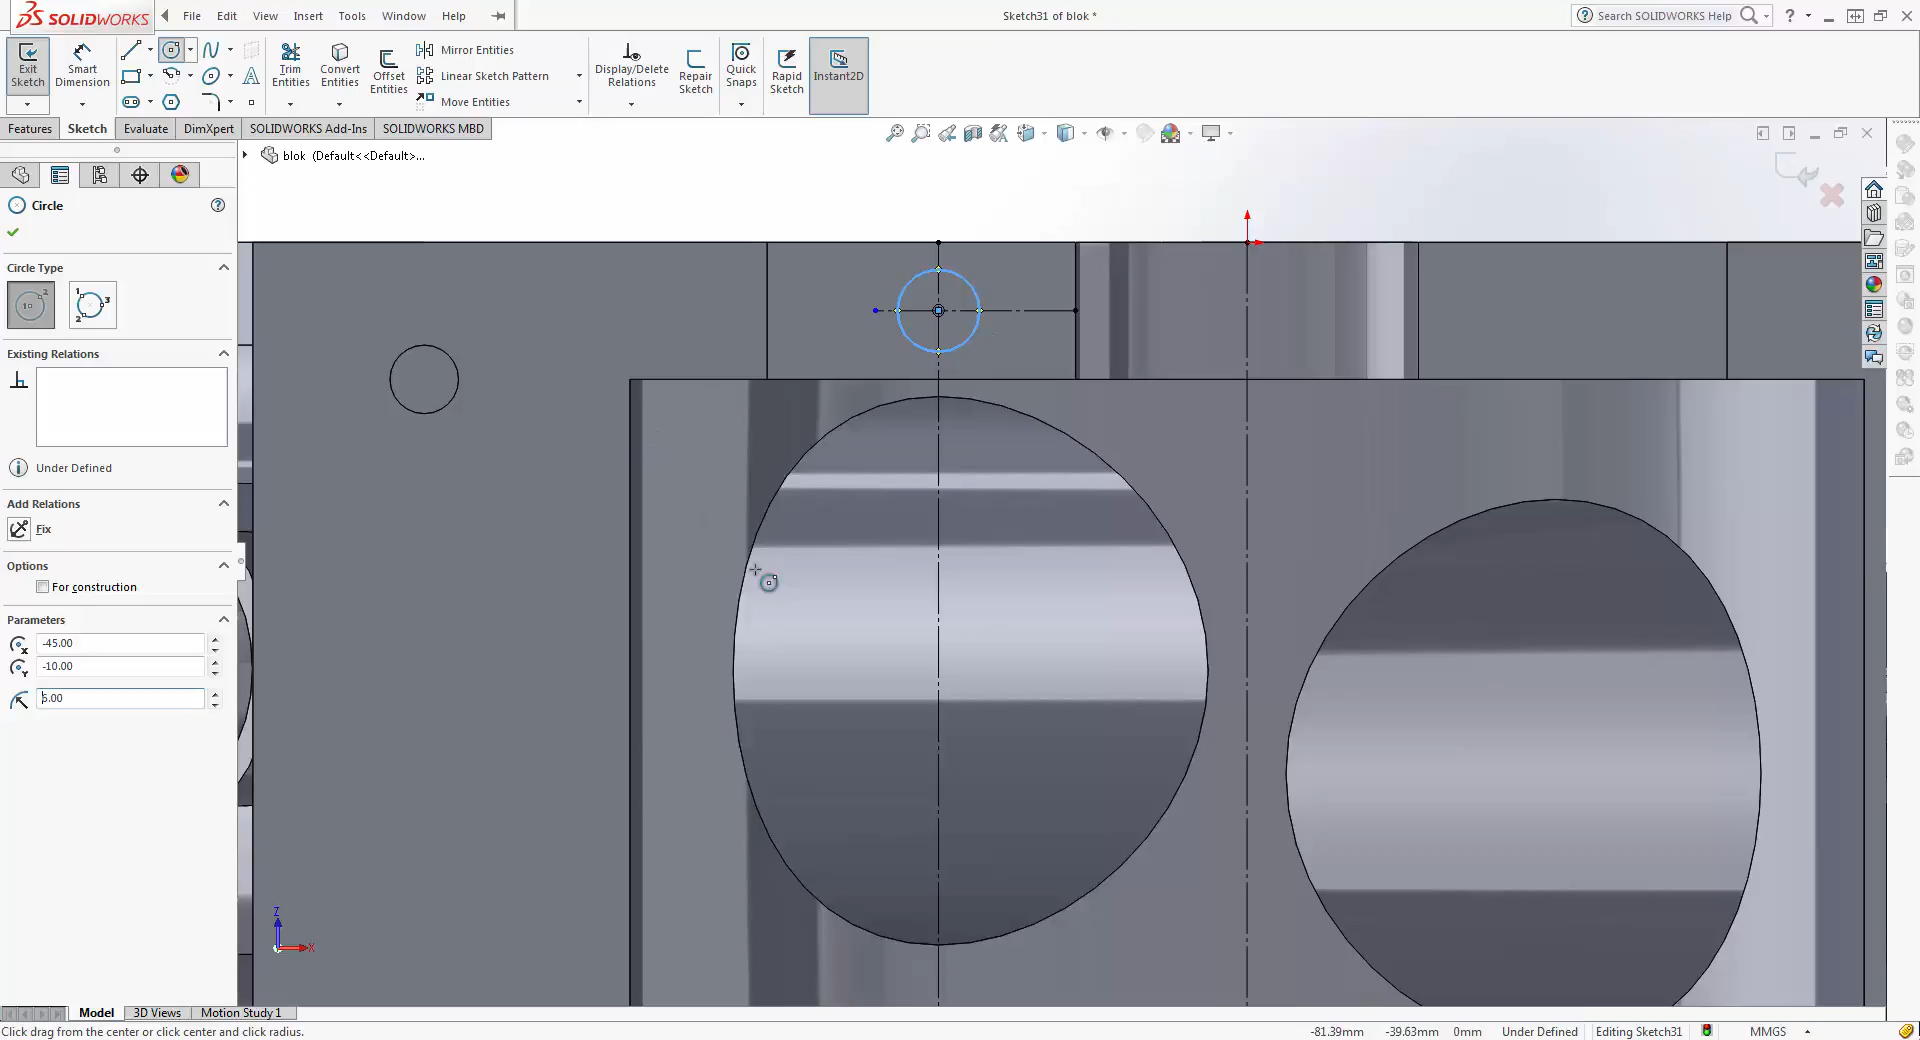 SOLIDWORKS File Edit View Insert Tools Window Help Sketch31 of blok * Search SOLIDWORKS Help ?
Exit Sketch
Smart Dimension
Trim Entities
Convert Entities
Offset Entities
Mirror Entities
Linear Sketch Pattern
Move Entities
Display/Delete Relations
Repair Sketch
Quick Snaps
Rapid Sketch
Instant2D
Features Sketch Evaluate DimXpert SOLIDWORKS Add-Ins SOLIDWORKS MBD
blok (Default<<Default>...
Circle ?
Circle Type
Existing Relations
Under Defined
Add Relations
Fix
Options
For construction
Parameters
-45.00
-10.00
6.00
Z
X
Model 3D Views Motion Study 1
Click drag from the center or click center and click radius. -81.39mm -39.63mm 0mm Under Defined Editing Sketch31 MMGS